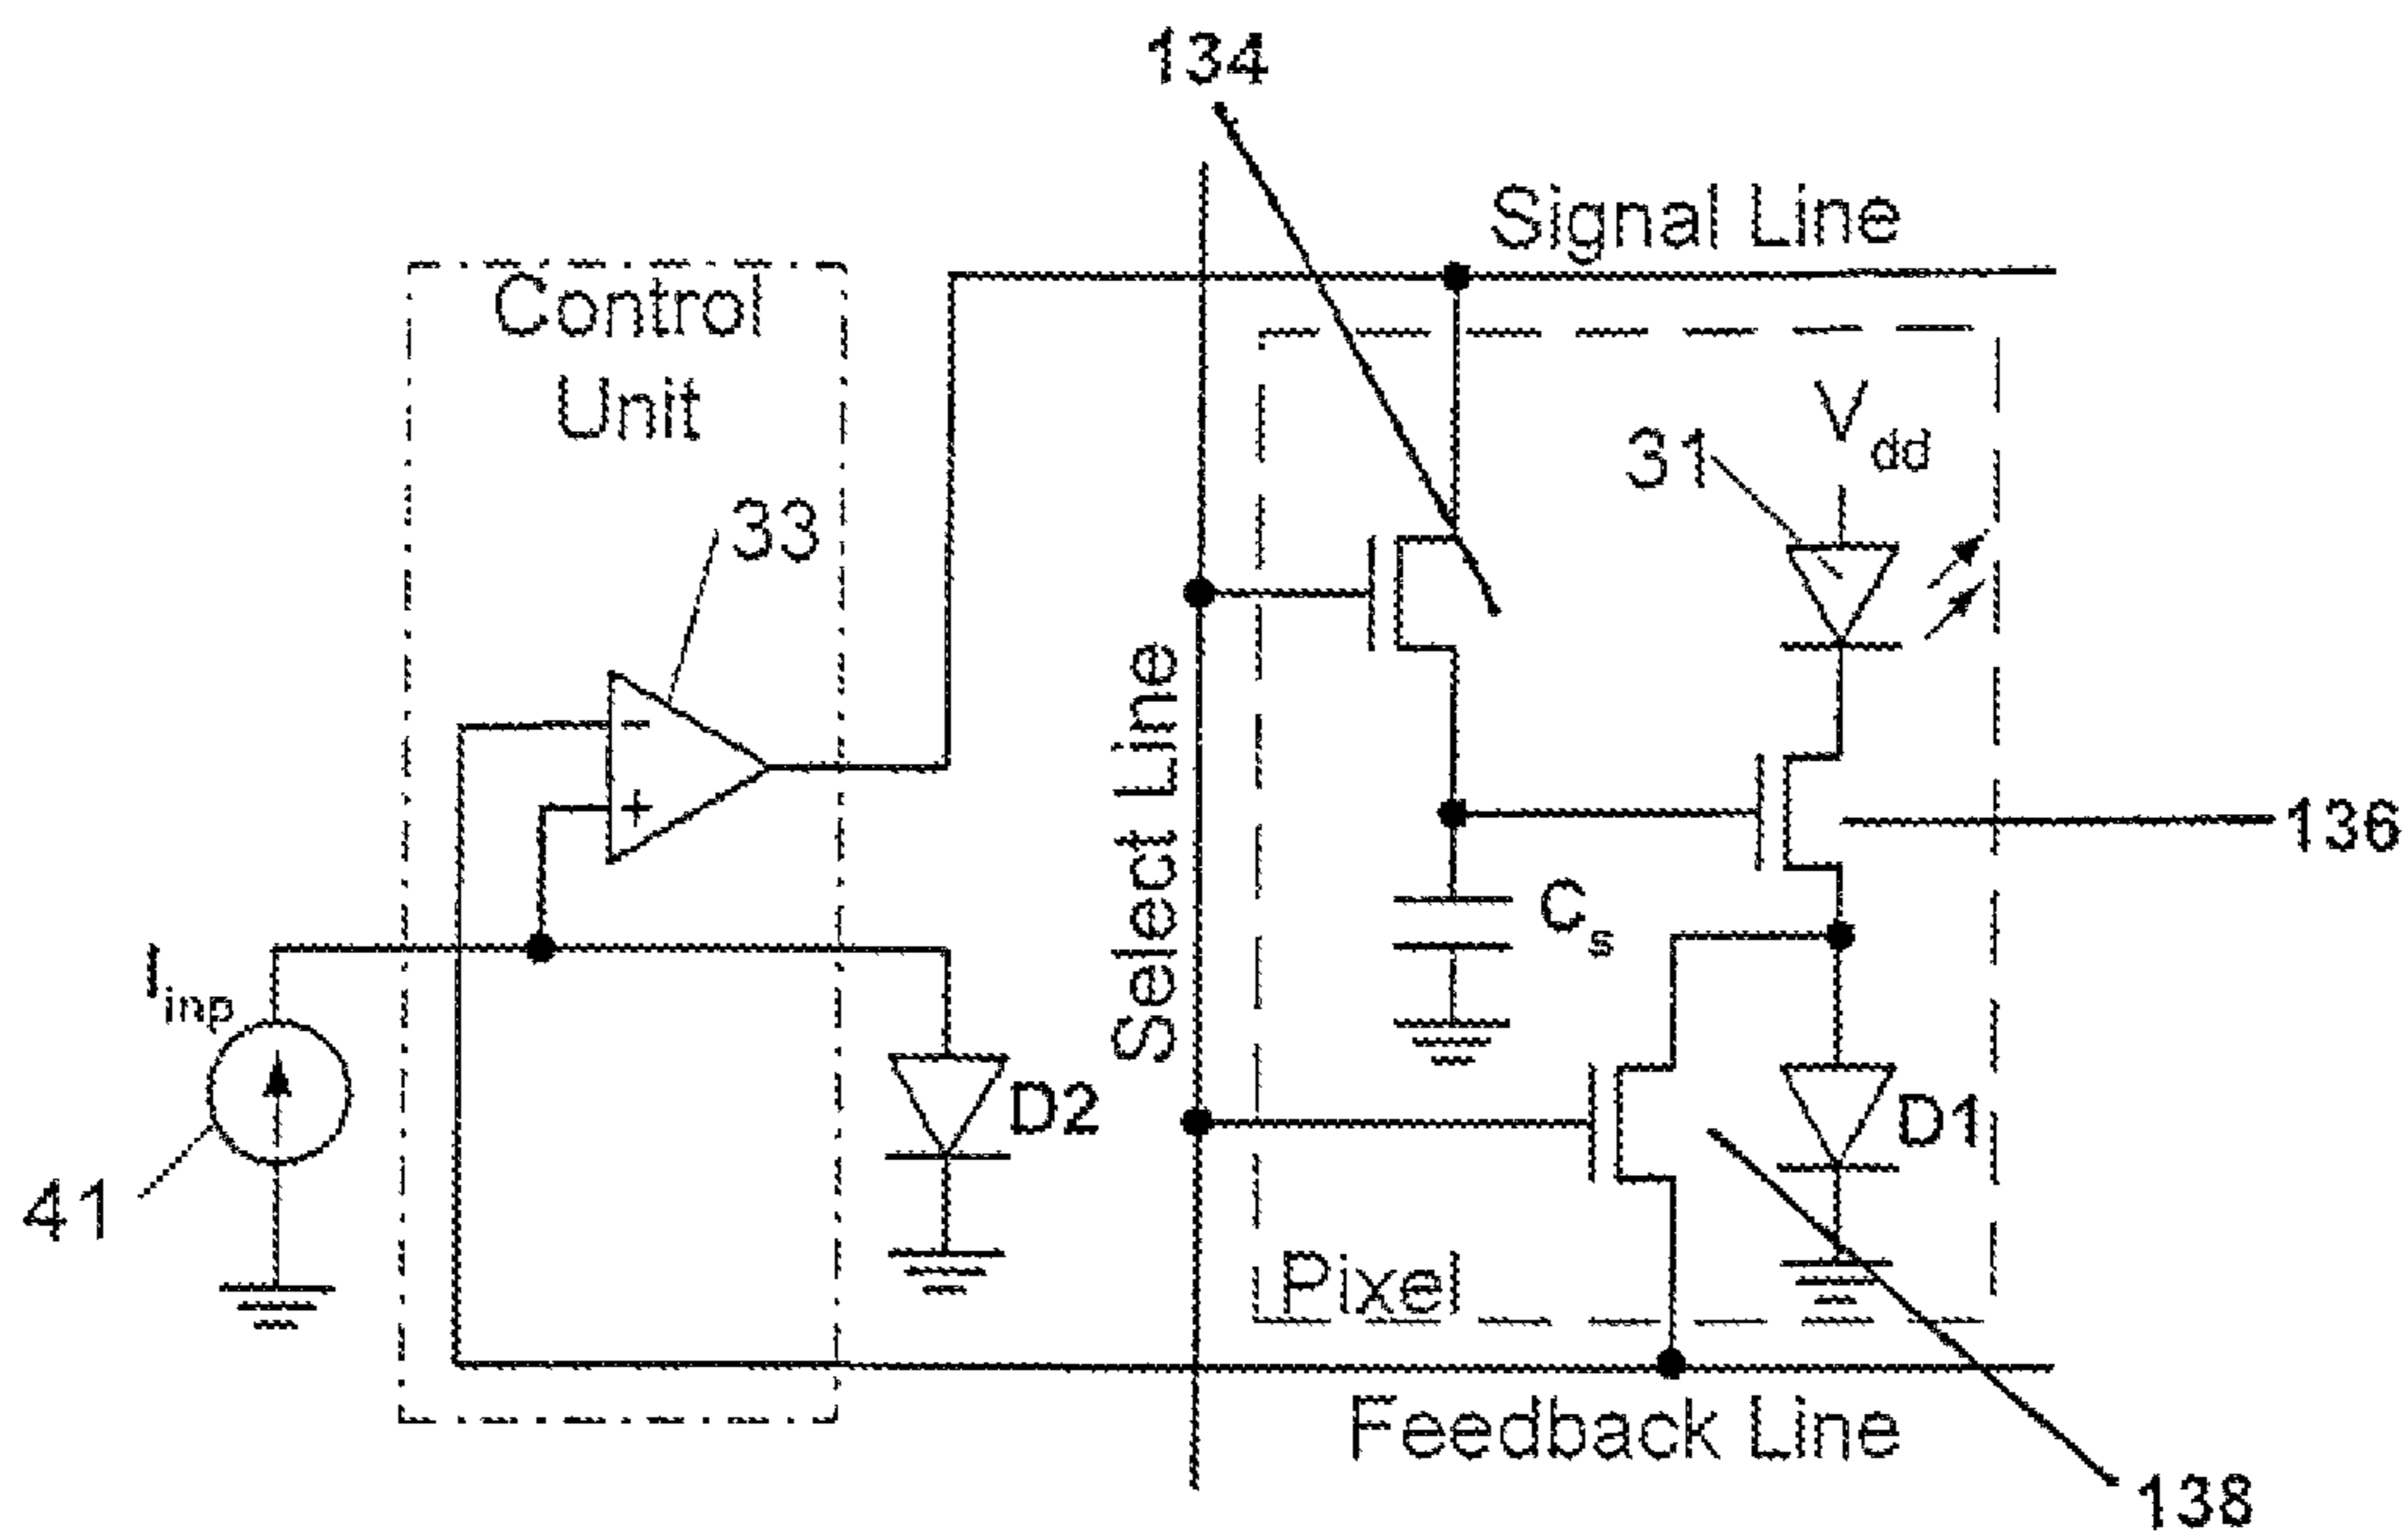 134
Signal Line
Control
Unit
V
dd
31
33
Select Line
136
−
+
C
s
I
inp
D2
D1
41
Pixel
Feedback Line
138